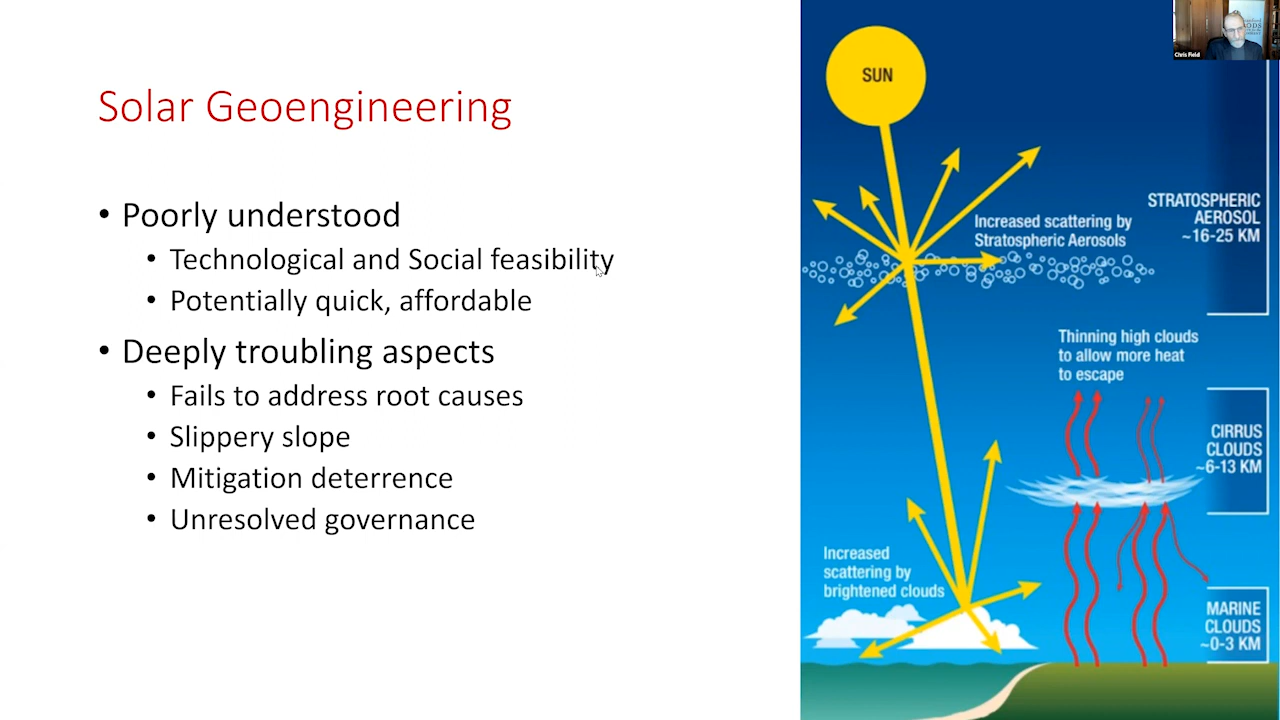 Solar Geoengineering
• Poorly understood
• Technological and Social feasibility
• Potentially quick, affordable
• Deeply troubling aspects
• Fails to address root causes
• Slippery slope
• Mitigation deterrence
• Unresolved governance
SUN
STRATOSPHERIC
AEROSOL
~16-25 KM
Increased scattering by
Stratospheric Aerosols
Thinning high clouds
to allow more heat
to escape
CIRRUS
CLOUDS
~6-13 KM
Increased
scattering by
brightened clouds
MARINE
CLOUDS
~0-3 KM
Chris Field